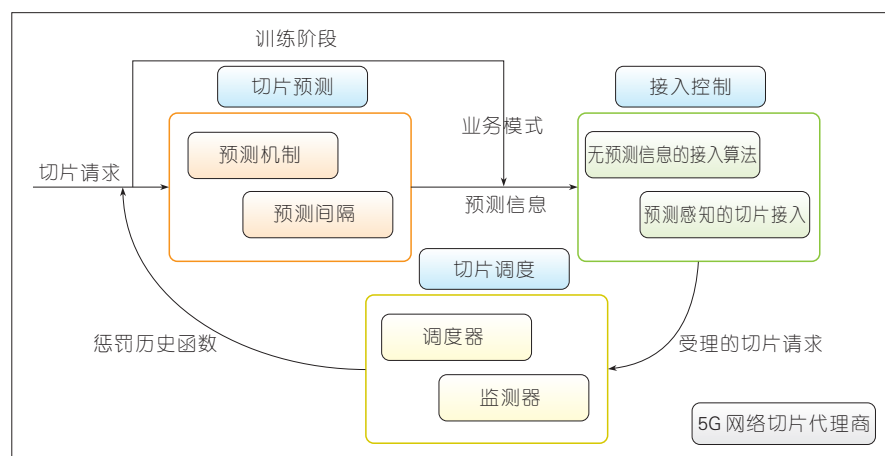 训练阶段
切片预测
接入控制
业务模式
预测机制
无预测信息的接入算法
切片请求
预测信息
预测间隔
预测感知的切片接入
切片调度
惩罚历史函数
调度器
受理的切片请求
监测器
5G 网络切片代理商